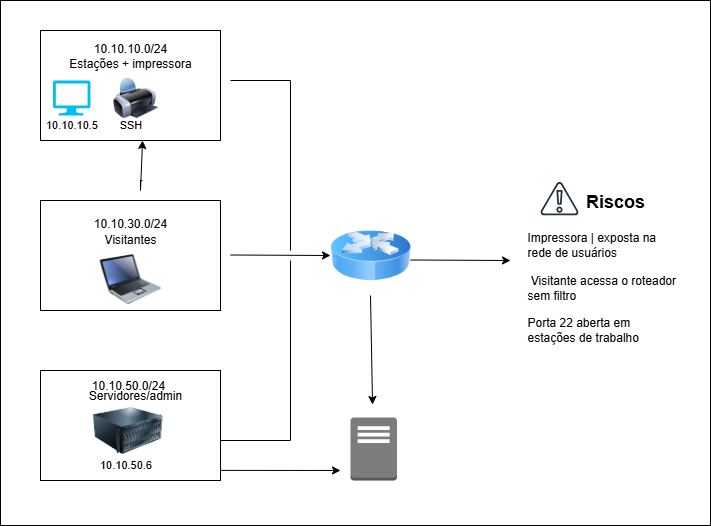 10.10.10.0/24
Estações + impressora
10.10.10.5
SSH
10.10.30.0/24
Visitantes
10.10.50.0/24
Servidores/admin
10.10.50.6
Riscos
Impressora | exposta na
rede de usuários
Visitante acessa o roteador
sem filtro
Porta 22 aberta em
estações de trabalho